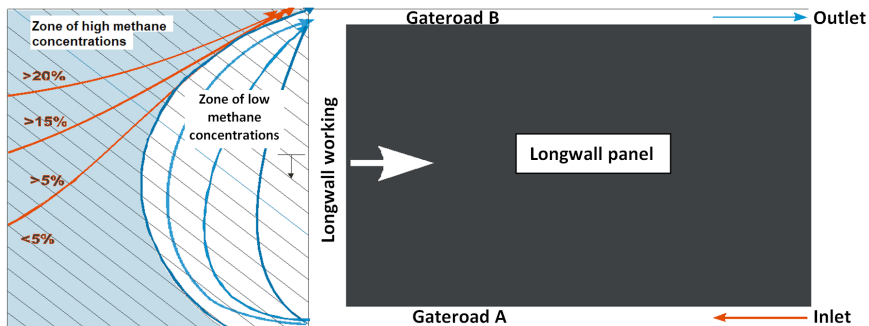 Zone of high methane
concentrations
Gateroad B
Outlet
>20%
Zone of low
methane
concentrations
>15%
Longwall working
Longwall panel
>5%
<5%
Gateroad A
Inlet